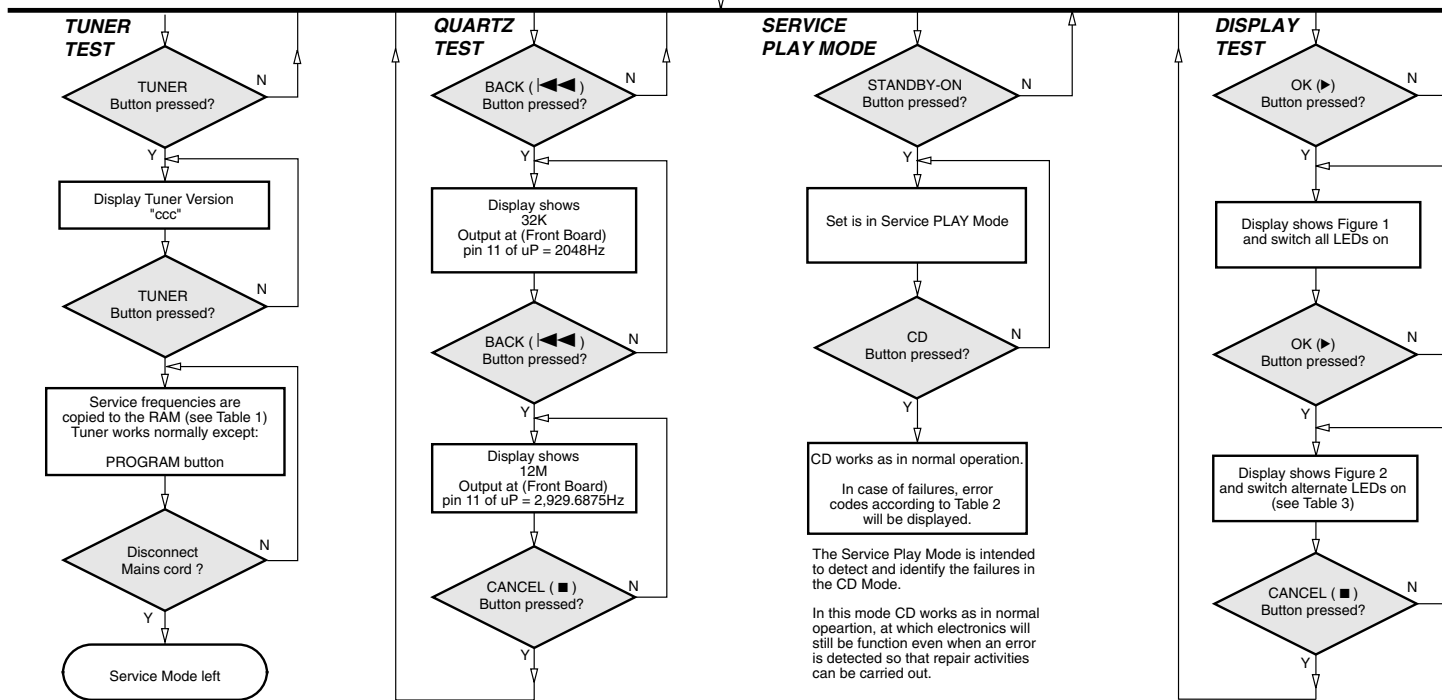 TUNER
TEST
TUNER
Button pressed?
N
Y
Display Tuner Version
"ccc"
TUNER
Button pressed?
N
Y
Service frequencies are
copied to the RAM (see Table 1)
Tuner works normally except:
PROGRAM button
Disconnect
Mains cord ?
N
Y
Service Mode left
QUARTZ
TEST
BACK ( |◀◀ )
Button pressed?
N
Y
Display shows
32K
Output at (Front Board)
pin 11 of uP = 2048Hz
BACK ( |◀◀ )
Button pressed?
N
Y
Display shows
12M
Output at (Front Board)
pin 11 of uP = 2,929.6875Hz
CANCEL ( ■ )
Button pressed?
N
Y
SERVICE
PLAY MODE
STANDBY-ON
Button pressed?
N
Y
Set is in Service PLAY Mode
CD
Button pressed?
N
Y
CD works as in normal operation.
In case of failures, error
codes according to Table 2
will be displayed.
The Service Play Mode is intended
to detect and identify the failures in
the CD Mode.
In this mode CD works as in normal
opeartion, at which electronics will
still be function even when an error
is detected so that repair activities
can be carried out.
DISPLAY
TEST
OK (▶)
Button pressed?
N
Y
Display shows Figure 1
and switch all LEDs on
OK (▶)
Button pressed?
N
Y
Display shows Figure 2
and switch alternate LEDs on
(see Table 3)
CANCEL ( ■ )
Button pressed?
N
Y